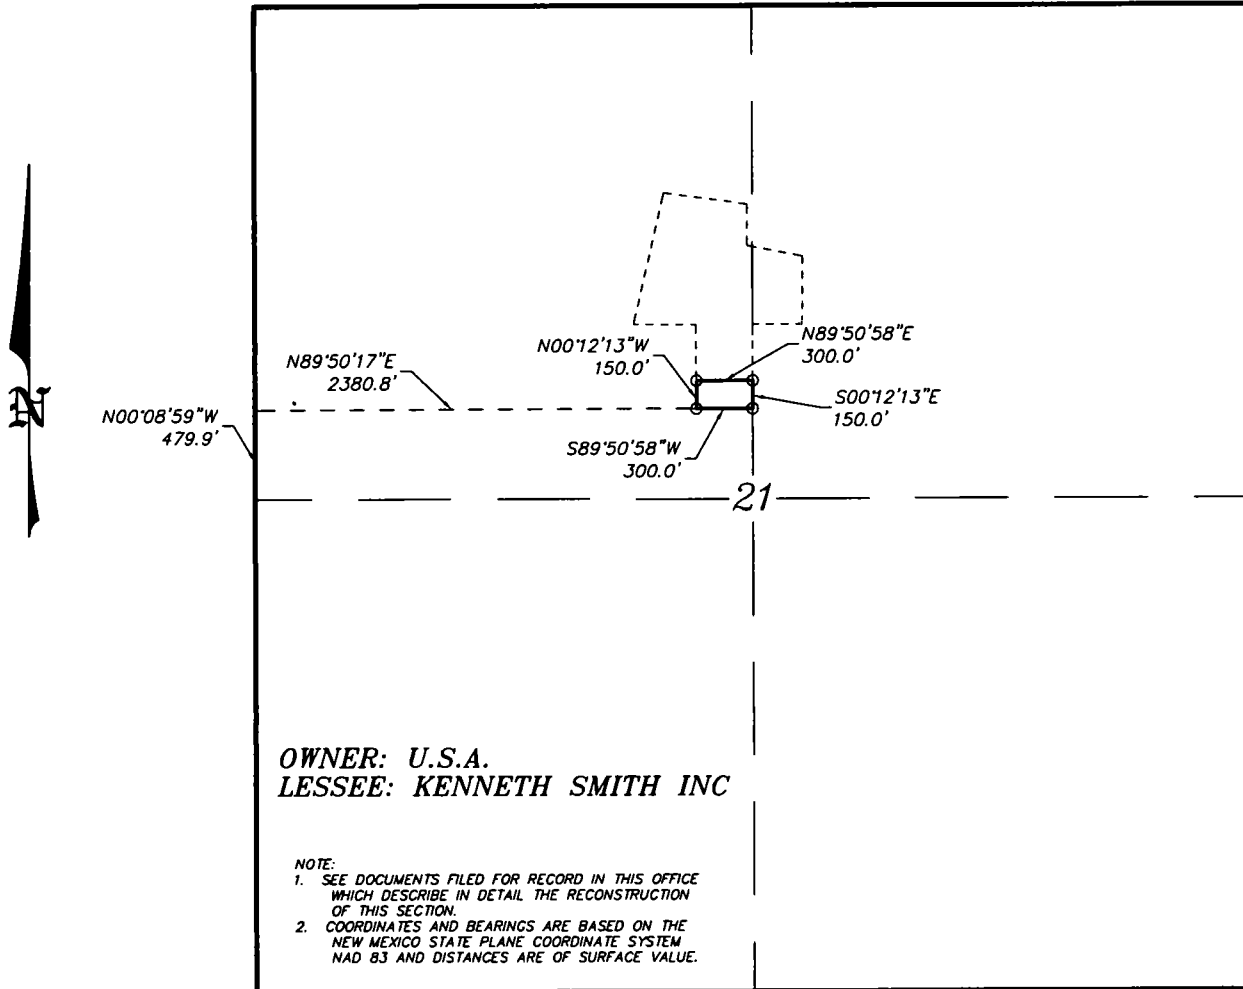 N89°50'58"E
300.0'
N00°12'13"W
150.0'
N89°50'17"E
2380.8'
S00°12'13"E
150.0'
N00°08'59"W
479.9'
S89°50'58"W
300.0'
N
21
OWNER: U.S.A.
LESSEE: KENNETH SMITH INC
NOTE:
1. SEE DOCUMENTS FILED FOR RECORD IN THIS OFFICE
WHICH DESCRIBE IN DETAIL THE RECONSTRUCTION
OF THIS SECTION.
2. COORDINATES AND BEARINGS ARE BASED ON THE
NEW MEXICO STATE PLANE COORDINATE SYSTEM
NAD 83 AND DISTANCES ARE OF SURFACE VALUE.